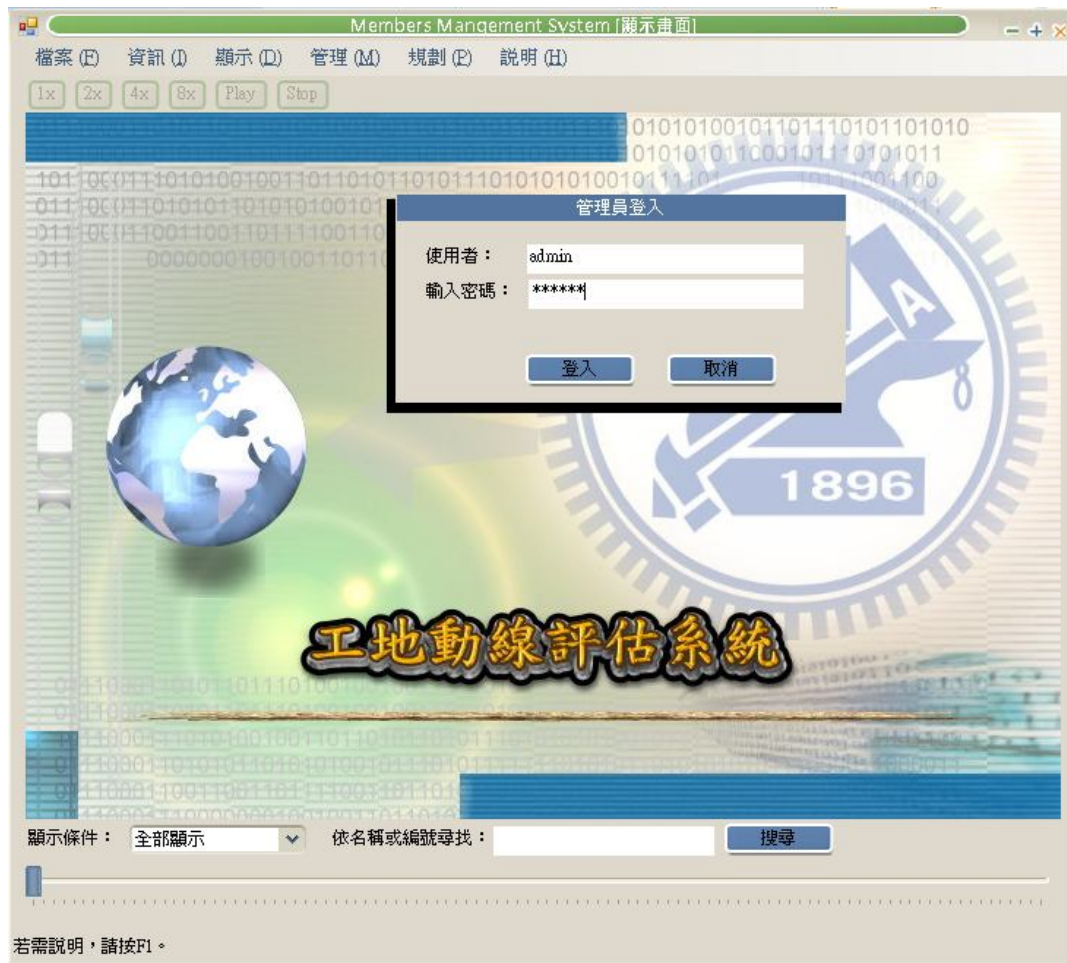 Members Mangement System [顯示畫面]
檔案 (F) 資訊 (I) 顯示 (D) 管理 (M) 規劃 (P) 說明 (H)
1x 2x 4x 8x Play Stop
管理員登入
使用者： admin
輸入密碼： ******
登入 取消
1896
工地動線評估系統
顯示條件： 全部顯示 依名稱或編號尋找： 搜尋
若需說明，請按F1。